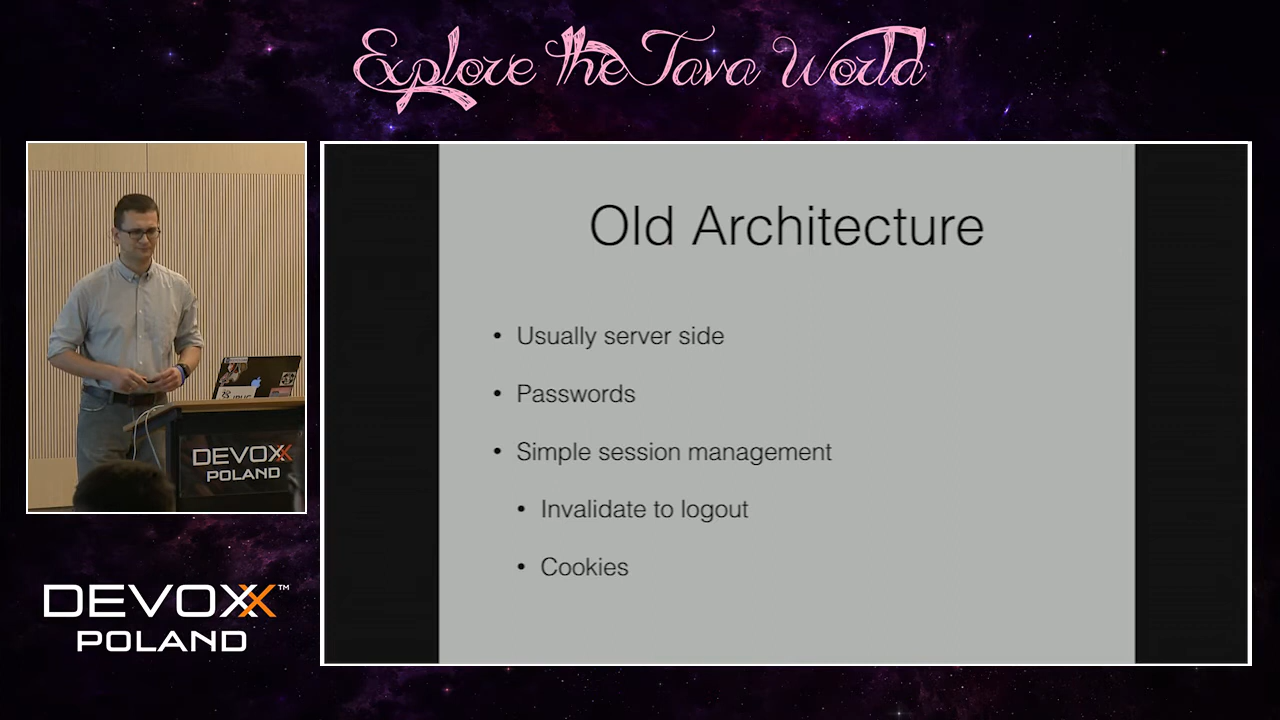 Explore the Java World
Old Architecture
• Usually server side
• Passwords
• Simple session management
• Invalidate to logout
• Cookies
DEVOXX
POLAND
DEVOXX™
POLAND